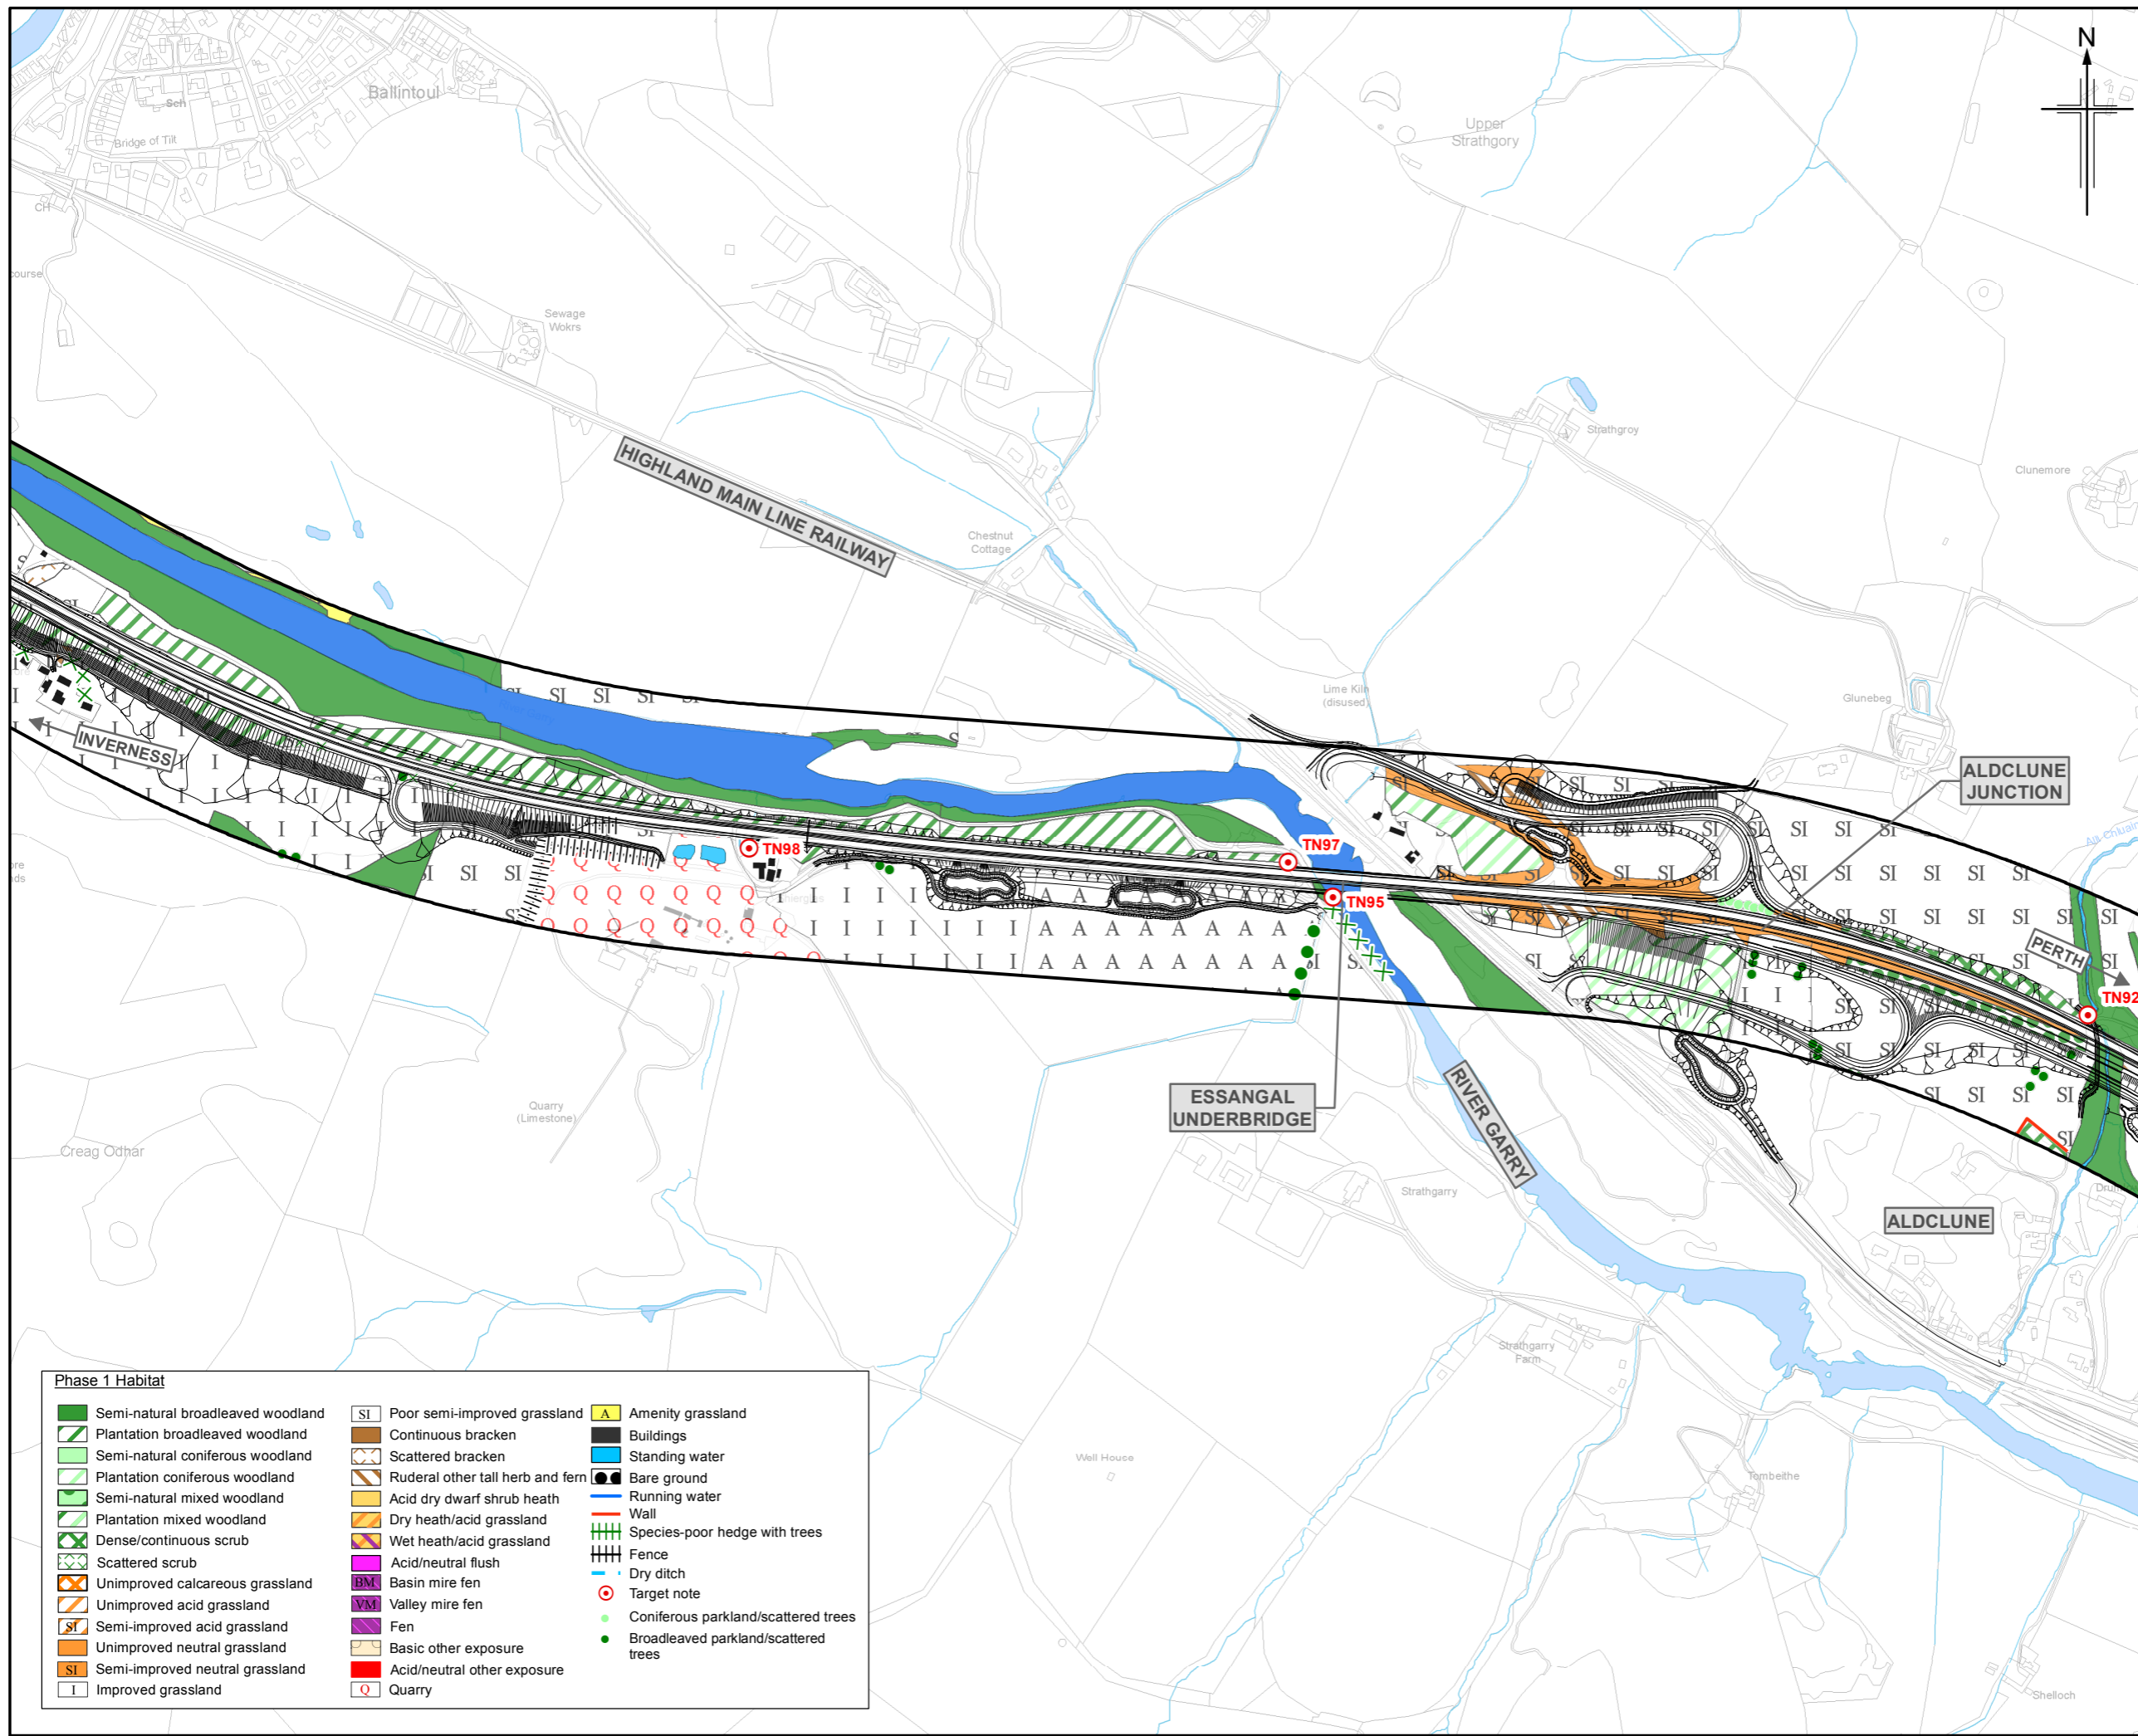 N
Ballintoul
Sch
Bridge of Tilt
CH
course
Upper
Strathgory
Sewage
Wokrs
Strathgroy
Clunemore
HIGHLAND MAIN LINE RAILWAY
Chestnut
Cottage
Lime Kiln
(disused)
Glunebeg
INVERNESS
ALDCLUNE
JUNCTION
TN98
TN97
TN95
PERTH
TN92
ESSANGAL
UNDERBRIDGE
RIVER GARRY
Quarry
(Limestone)
Creag Odhar
Strathgarry
ALDCLUNE
Strathgarry
Farm
Well House
Tombeithe
Shelloch
Phase 1 Habitat
Semi-natural broadleaved woodland
Plantation broadleaved woodland
Semi-natural coniferous woodland
Plantation coniferous woodland
Semi-natural mixed woodland
Plantation mixed woodland
Dense/continuous scrub
Scattered scrub
Unimproved calcareous grassland
Unimproved acid grassland
SI Semi-improved acid grassland
Unimproved neutral grassland
SI Semi-improved neutral grassland
I Improved grassland
SI Poor semi-improved grassland
Continuous bracken
Scattered bracken
Ruderal other tall herb and fern
Acid dry dwarf shrub heath
Dry heath/acid grassland
Wet heath/acid grassland
Acid/neutral flush
BM Basin mire fen
VM Valley mire fen
Fen
Basic other exposure
Acid/neutral other exposure
Q Quarry
A Amenity grassland
Buildings
Standing water
Bare ground
Running water
Wall
Species-poor hedge with trees
Fence
Dry ditch
Target note
Coniferous parkland/scattered trees
Broadleaved parkland/scattered
trees